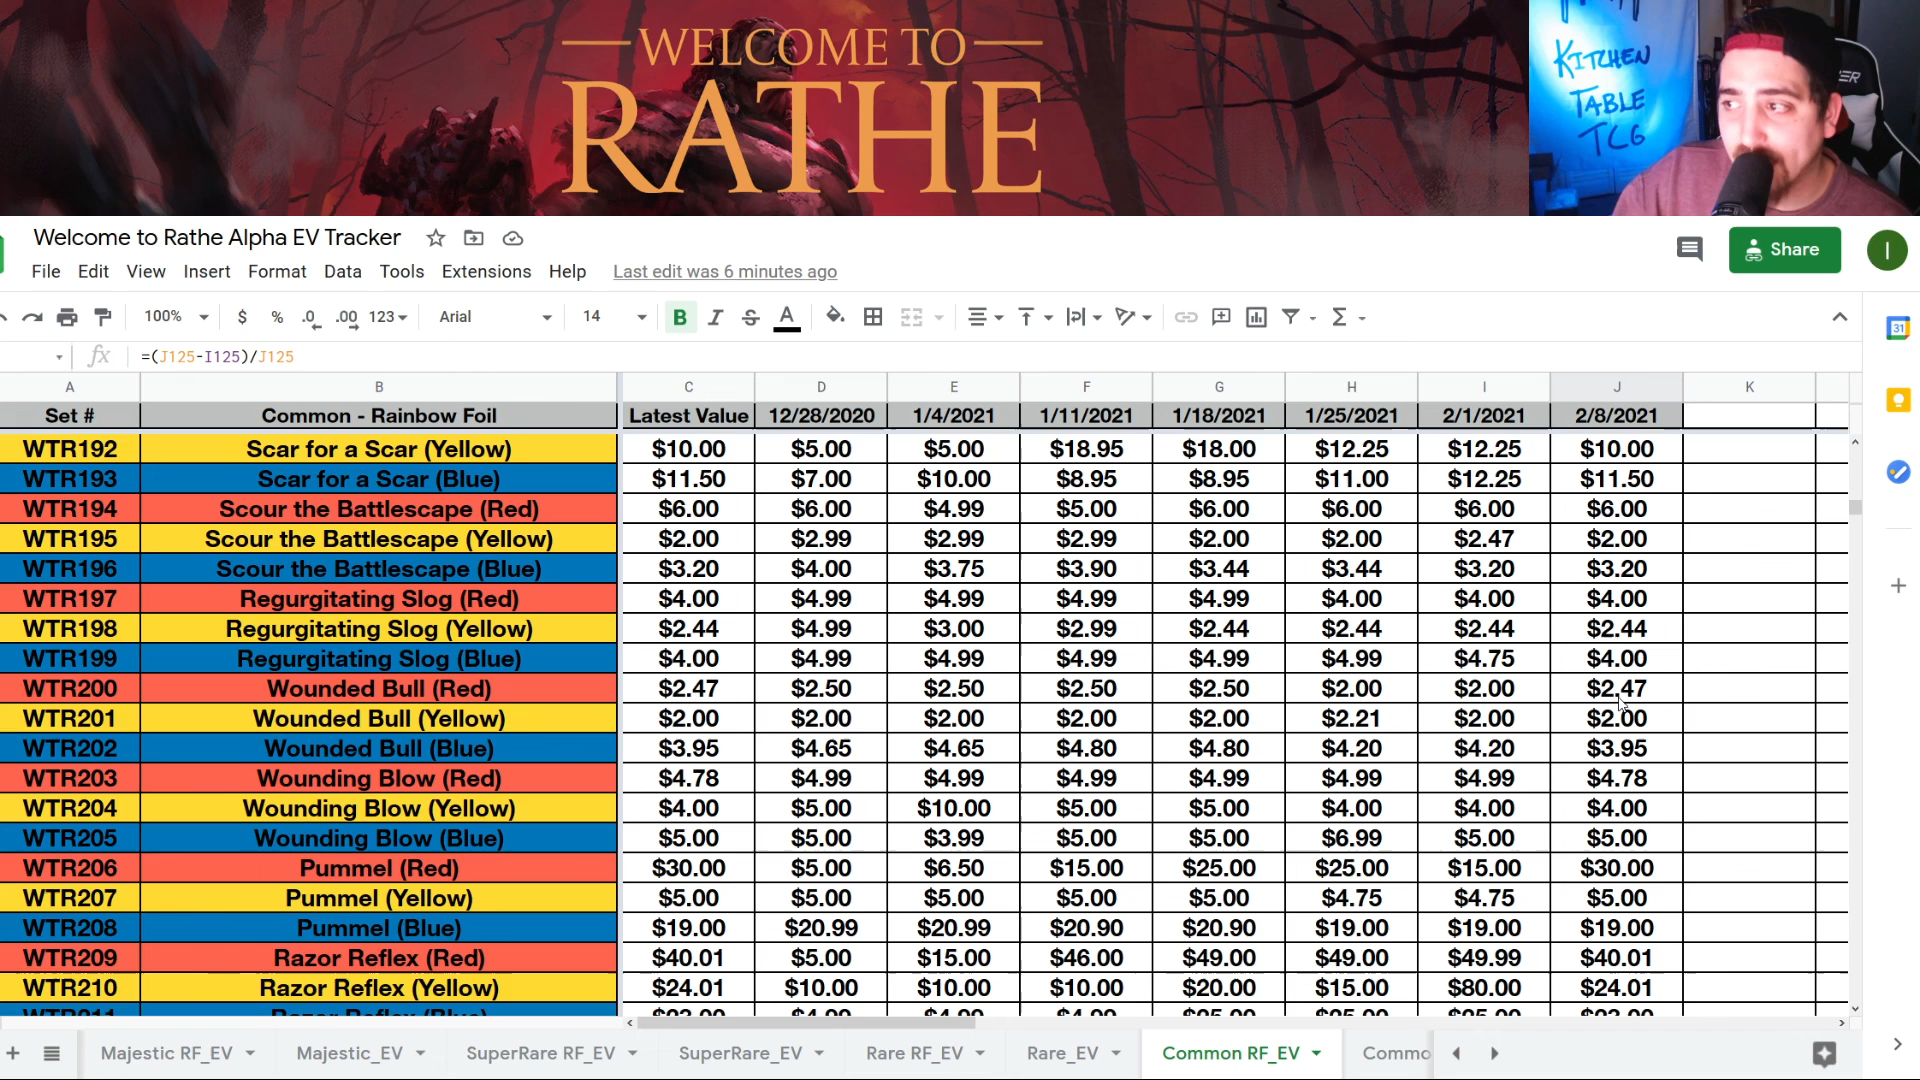 WELCOME TO
RATHE
KITCHEN
TABLE
TCG
Welcome to Rathe Alpha EV Tracker
Share
I
File Edit View Insert Format Data Tools Extensions Help Last edit was 6 minutes ago
100% $ % .0 .00 123 Arial 14 B I S A Σ
31
fx =(J125-I125)/J125
A B C D E F G H I J K
Set # Common - Rainbow Foil Latest Value 12/28/2020 1/4/2021 1/11/2021 1/18/2021 1/25/2021 2/1/2021 2/8/2021
WTR192 Scar for a Scar (Yellow) $10.00 $5.00 $5.00 $18.95 $18.00 $12.25 $12.25 $10.00
WTR193 Scar for a Scar (Blue) $11.50 $7.00 $10.00 $8.95 $8.95 $11.00 $12.25 $11.50
WTR194 Scour the Battlescape (Red) $6.00 $6.00 $4.99 $5.00 $6.00 $6.00 $6.00 $6.00
WTR195 Scour the Battlescape (Yellow) $2.00 $2.99 $2.99 $2.99 $2.00 $2.00 $2.47 $2.00
WTR196 Scour the Battlescape (Blue) $3.20 $4.00 $3.75 $3.90 $3.44 $3.44 $3.20 $3.20
WTR197 Regurgitating Slog (Red) $4.00 $4.99 $4.99 $4.99 $4.99 $4.00 $4.00 $4.00
WTR198 Regurgitating Slog (Yellow) $2.44 $4.99 $3.00 $2.99 $2.44 $2.44 $2.44 $2.44
WTR199 Regurgitating Slog (Blue) $4.00 $4.99 $4.99 $4.99 $4.99 $4.99 $4.75 $4.00
WTR200 Wounded Bull (Red) $2.47 $2.50 $2.50 $2.50 $2.50 $2.00 $2.00 $2.47
WTR201 Wounded Bull (Yellow) $2.00 $2.00 $2.00 $2.00 $2.00 $2.21 $2.00 $2.00
WTR202 Wounded Bull (Blue) $3.95 $4.65 $4.65 $4.80 $4.80 $4.20 $4.20 $3.95
WTR203 Wounding Blow (Red) $4.78 $4.99 $4.99 $4.99 $4.99 $4.99 $4.99 $4.78
WTR204 Wounding Blow (Yellow) $4.00 $5.00 $10.00 $5.00 $5.00 $4.00 $4.00 $4.00
WTR205 Wounding Blow (Blue) $5.00 $5.00 $3.99 $5.00 $5.00 $6.99 $5.00 $5.00
WTR206 Pummel (Red) $30.00 $5.00 $6.50 $15.00 $25.00 $25.00 $15.00 $30.00
WTR207 Pummel (Yellow) $5.00 $5.00 $5.00 $5.00 $5.00 $4.75 $4.75 $5.00
WTR208 Pummel (Blue) $19.00 $20.99 $20.99 $20.90 $20.90 $19.00 $19.00 $19.00
WTR209 Razor Reflex (Red) $40.01 $5.00 $15.00 $46.00 $49.00 $49.00 $49.99 $40.01
WTR210 Razor Reflex (Yellow) $24.01 $10.00 $10.00 $10.00 $20.00 $15.00 $80.00 $24.01
Majestic RF_EV Majestic_EV SuperRare RF_EV SuperRare_EV Rare RF_EV Rare_EV Common RF_EV Commo